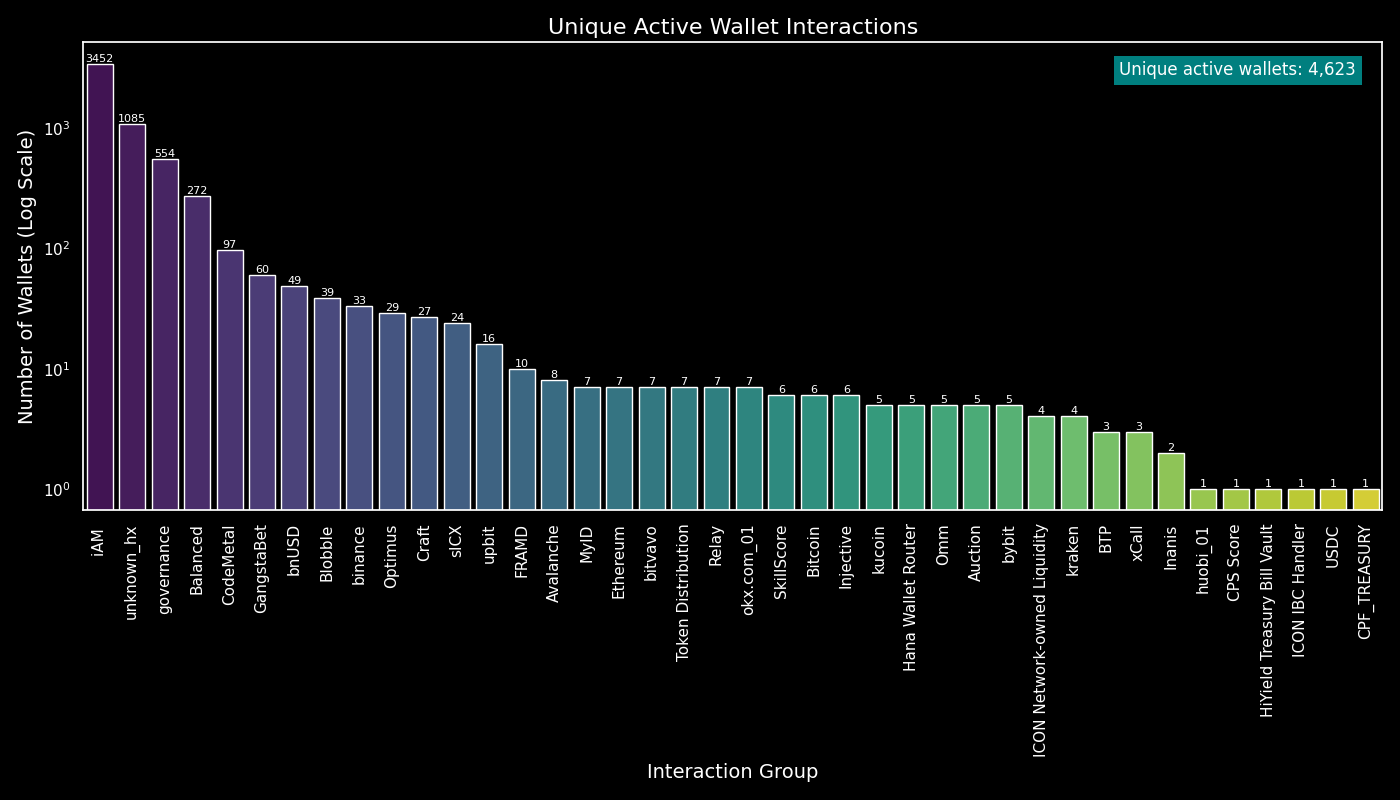 Unique Active Wallet Interactions
Unique active wallets: 4,623
Number of Wallets (Log Scale)
10³
10²
10¹
10⁰
3452
1085
554
272
97
60
49
39
33
29
27
24
16
10
8
7
7
7
7
7
7
6
6
6
5
5
5
5
5
4
4
3
3
2
1
1
1
1
1
1
iAM
unknown_hx
governance
Balanced
CodeMetal
GangstaBet
bnUSD
Blobble
binance
Optimus
Craft
sICX
upbit
FRAMD
Avalanche
MyID
Ethereum
bitvavo
Token Distribution
Relay
okx.com_01
SkillScore
Bitcoin
Injective
kucoin
Hana Wallet Router
Omm
Auction
bybit
ICON Network-owned Liquidity
kraken
BTP
xCall
Inanis
huobi_01
CPS Score
HiYield Treasury Bill Vault
ICON IBC Handler
USDC
CPF_TREASURY
Interaction Group